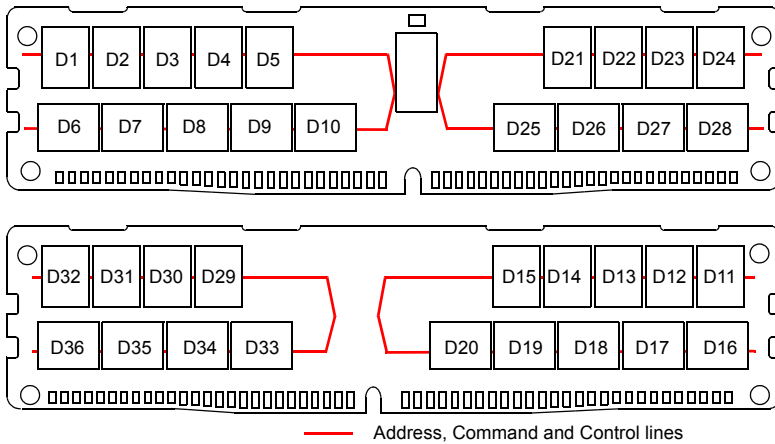 D1 D2 D3 D4 D5 D21 D22 D23 D24
D6 D7 D8 D9 D10 D25 D26 D27 D28
D32 D31 D30 D29 D15 D14 D13 D12 D11
D36 D35 D34 D33 D20 D19 D18 D17 D16
Address, Command and Control lines